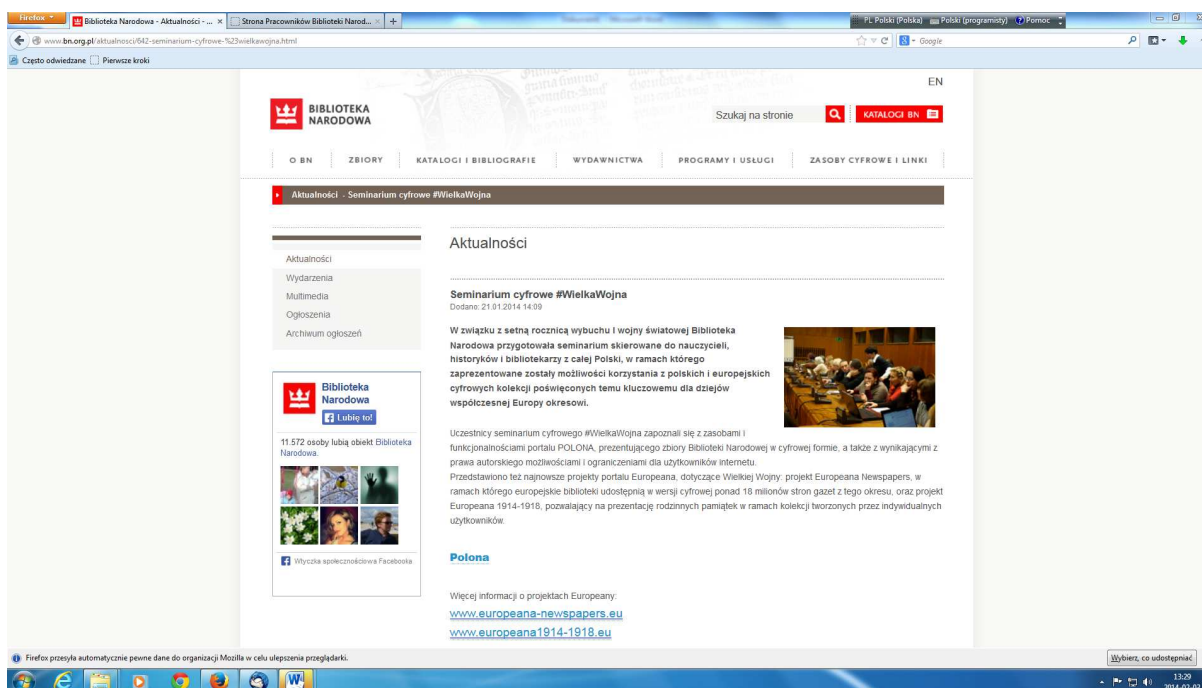 Firefox
Biblioteka Narodowa - Aktualności - ...
Strona Pracowników Biblioteki Narod...
PL Polski (Polska)
Polski (programisty)
Pomoc
www.bn.org.pl/aktualnosci/642-seminarium-cyfrowe-%23wielkawojna.html
Google
Często odwiedzane
Pierwsze kroki
EN
BIBLIOTEKA
NARODOWA
Szukaj na stronie
KATALOGI BN
O BN
ZBIORY
KATALOGI I BIBLIOGRAFIE
WYDAWNICTWA
PROGRAMY I USŁUGI
ZASOBY CYFROWE I LINKI
Aktualności - Seminarium cyfrowe #WielkaWojna
Aktualności
Wydarzenia
Multimedia
Ogłoszenia
Archiwum ogłoszeń
Biblioteka
Narodowa
Lubię to!
11.572 osoby lubią obiekt Biblioteka
Narodowa.
Wtyczka społecznościowa Facebooka
Aktualności
Seminarium cyfrowe #WielkaWojna
Dodano: 21.01.2014 14:09
W związku z setną rocznicą wybuchu I wojny światowej Biblioteka
Narodowa przygotowała seminarium skierowane do nauczycieli,
historyków i bibliotekarzy z całej Polski, w ramach którego
zaprezentowane zostały możliwości korzystania z polskich i europejskich
cyfrowych kolekcji poświęconych temu kluczowemu dla dziejów
współczesnej Europy okresowi.
Uczestnicy seminarium cyfrowego #WielkaWojna zapoznali się z zasobami i
funkcjonalnościami portalu POLONA, prezentującego zbiory Biblioteki Narodowej w cyfrowej formie, a także z wynikającymi z
prawa autorskiego możliwościami i ograniczeniami dla użytkowników internetu.
Przedstawiono też najnowsze projekty portalu Europeana, dotyczące Wielkiej Wojny: projekt Europeana Newspapers, w
ramach którego europejskie biblioteki udostępnią w wersji cyfrowej ponad 18 milionów stron gazet z tego okresu, oraz projekt
Europeana 1914-1918, pozwalający na prezentację rodzinnych pamiątek w ramach kolekcji tworzonych przez indywidualnych
użytkowników.
Polona
Więcej informacji o projektach Europeany:
www.europeana-newspapers.eu
www.europeana1914-1918.eu
Firefox przesyła automatycznie pewne dane do organizacji Mozilla w celu ulepszenia przeglądarki.
Wybierz, co udostępniać
13:29
2014-02-03